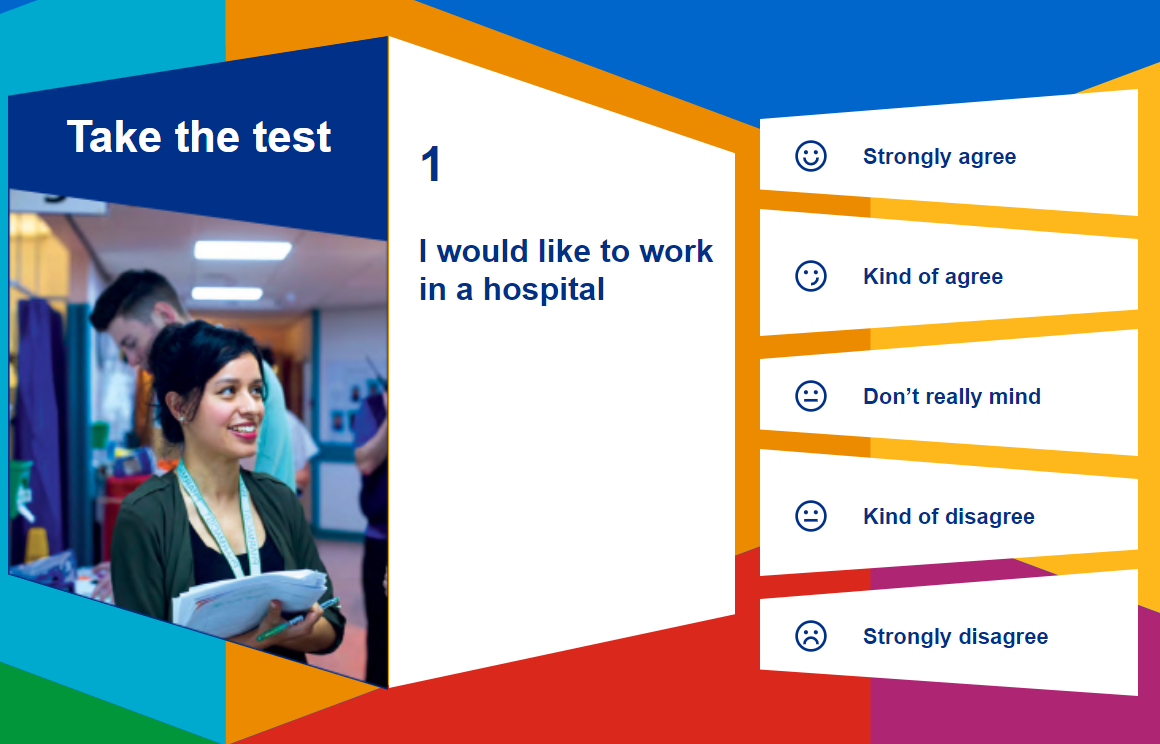 Take the test
1
I would like to work
in a hospital
Strongly agree
Kind of agree
Don’t really mind
Kind of disagree
Strongly disagree